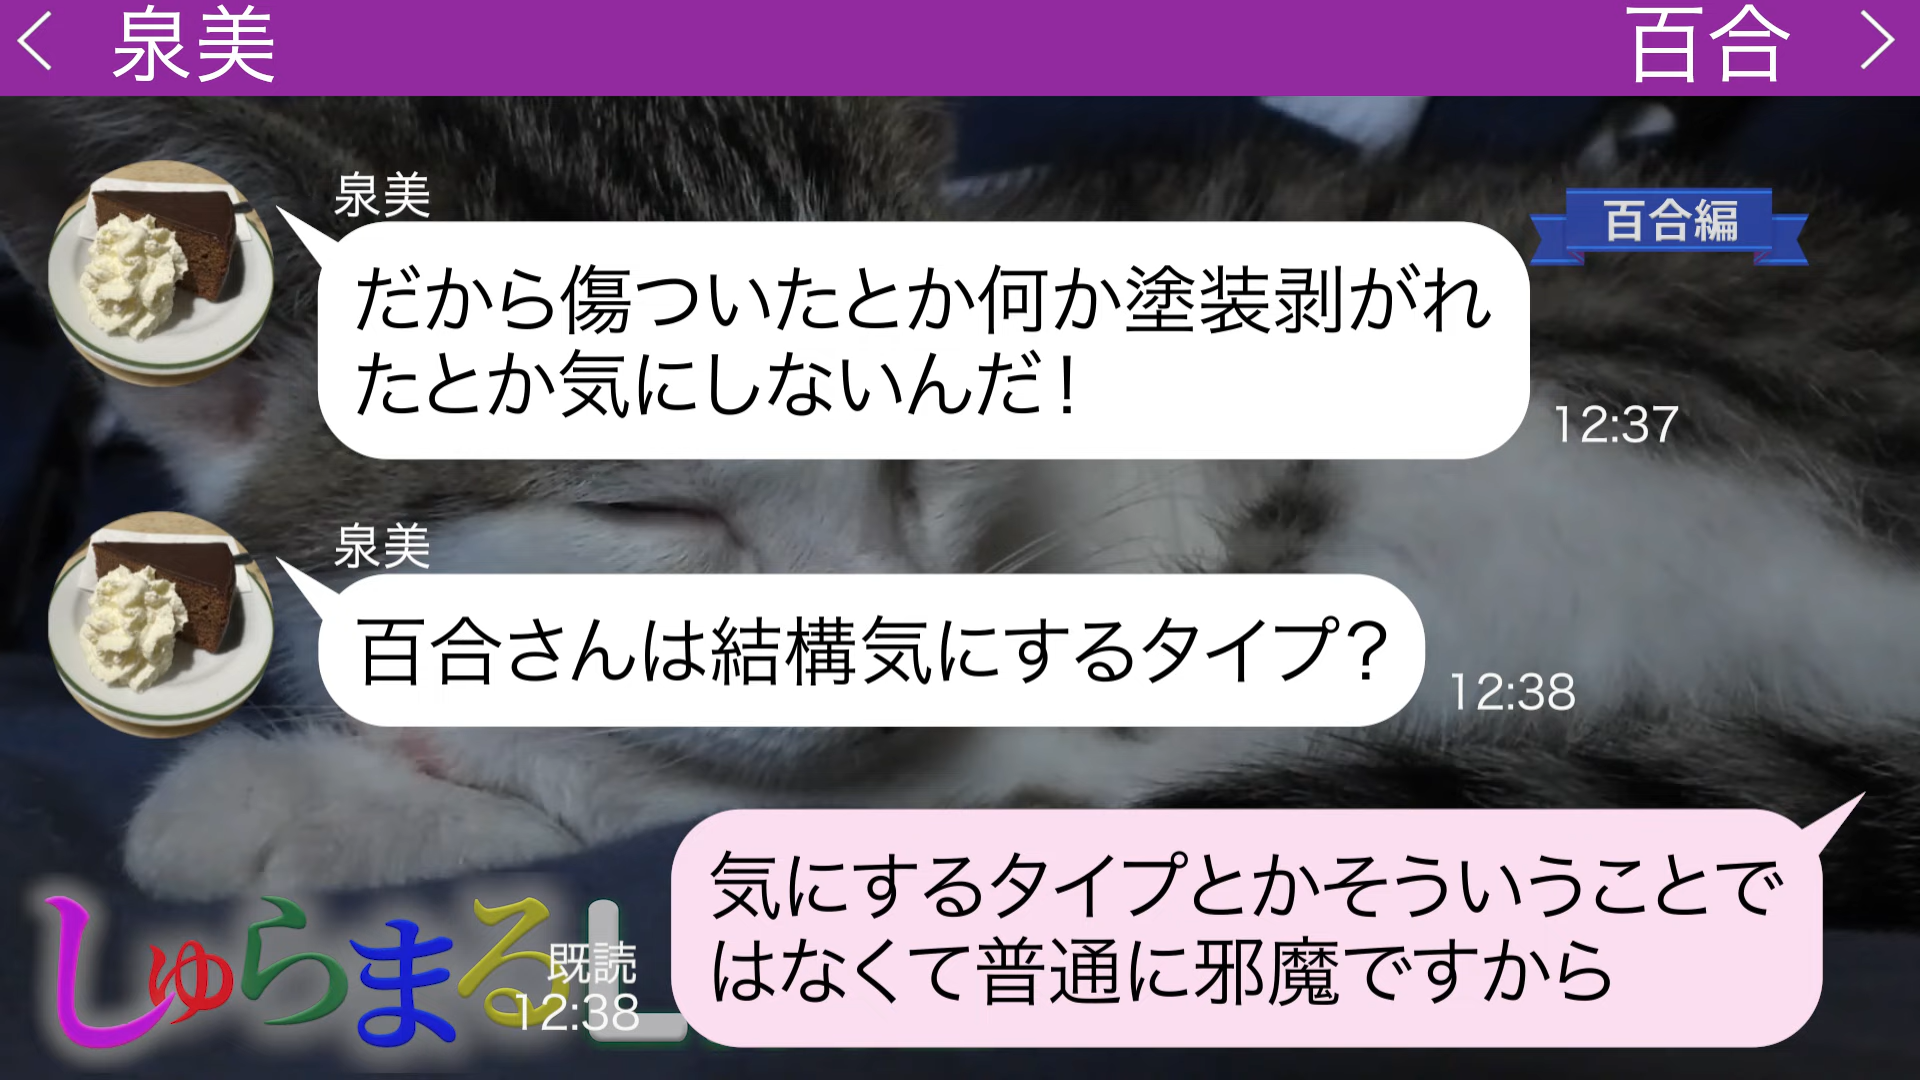 泉美
百合
泉美
百合編
だから傷ついたとか何か塗装剥がれ
たとか気にしないんだ！
12:37
泉美
百合さんは結構気にするタイプ？
12:38
気にするタイプとかそういうことで
はなくて普通に邪魔ですから
既読
12:38
しゅらまるL